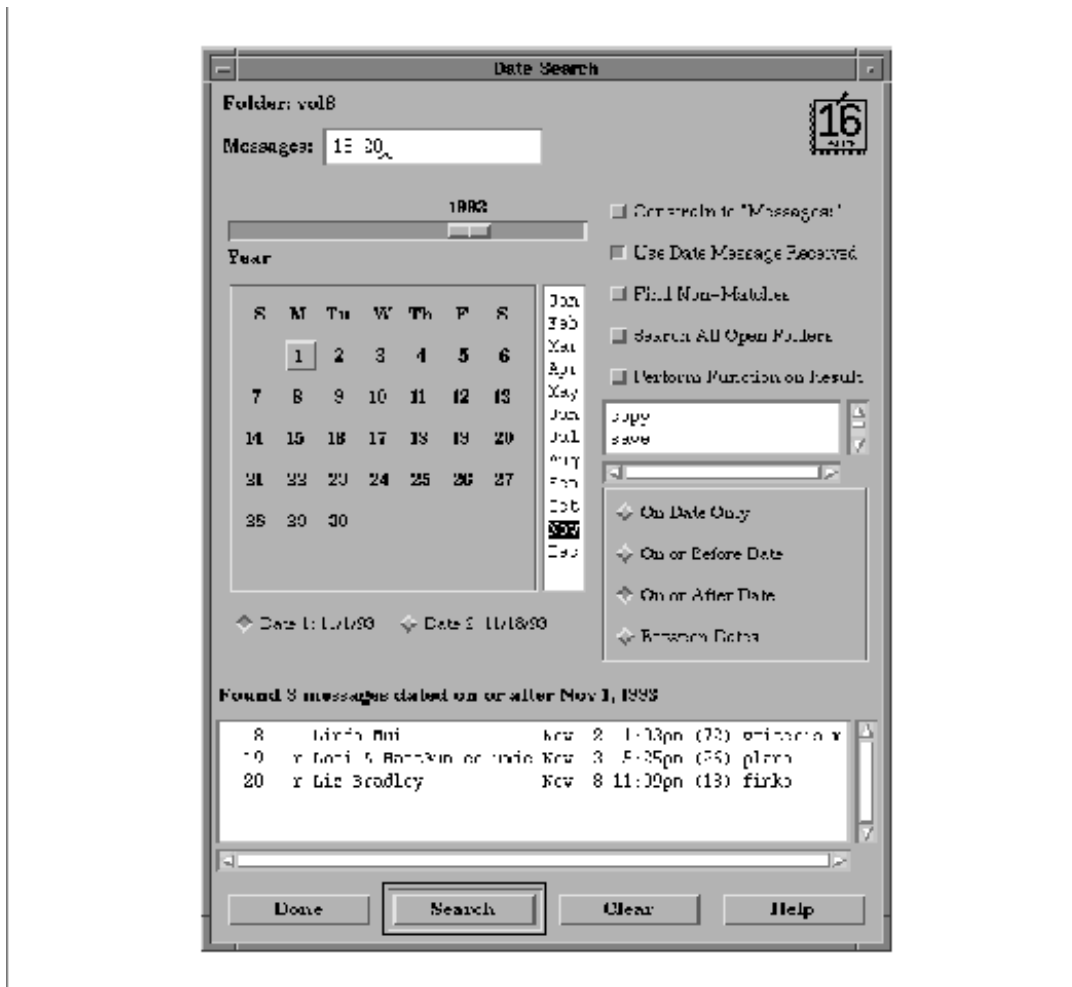 Date Search
Folder: vol8
Messages:
20
16
Constrain to "Messages:"
Year
Use Date Message Received
Find Non-Matches
Search All Open Folders
Perform Function on Result
S M Tu W Th F S
1 2 3 4 5 6
7 8 9 10 11 12 13
14 15 16 17 18 19 20
21 22 23 24 25 26 27
28 29 30
Jan
Feb
Mar
Apr
May
Jun
Jul
Aug
Sep
Oct
Nov
Dec
copy
save
On Date Only
On or Before Date
On or After Date
Between Dates
Date 1: 11/1/93 Date 2: 11/18/93
Found 3 messages dated on or after Nov 1, 1993
8 Linda Mui Nov 2
19 r Lori Nov 3 5:25pm (26)
20 r Liz Bradley Nov 8 11:09pm (13)
Done Search Clear Help